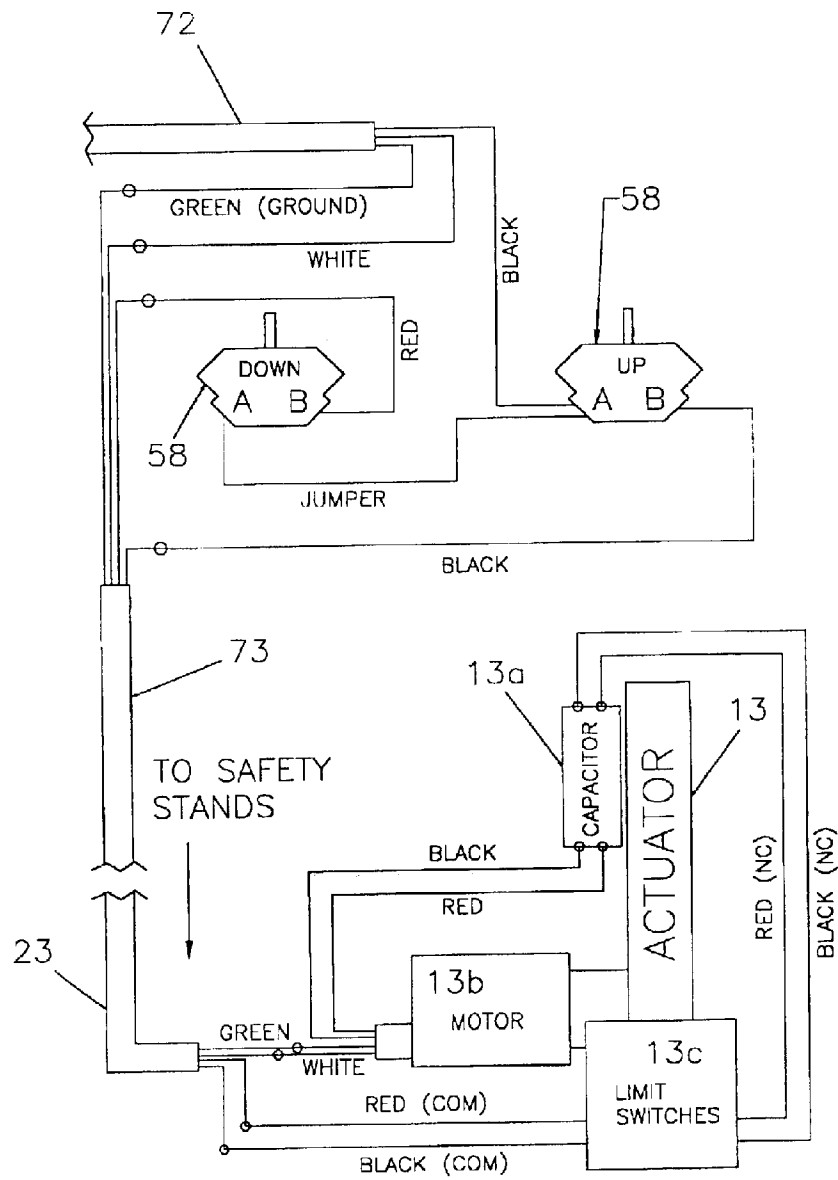 72
GREEN (GROUND)
WHITE
BLACK
58
RED
DOWN
A B
UP
A B
58
JUMPER
BLACK
73
13a
13
TO SAFETY
STANDS
CAPACITOR
ACTUATOR
BLACK
RED
RED (NC)
BLACK (NC)
23
13b
MOTOR
GREEN
WHITE
13c
LIMIT
SWITCHES
RED (COM)
BLACK (COM)